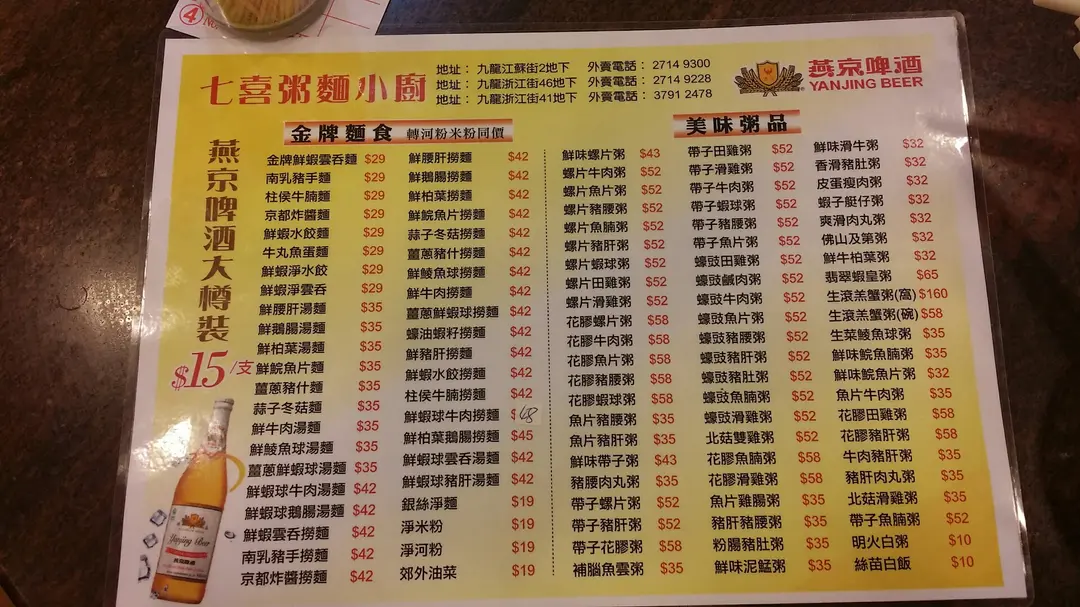 ④ No
七喜粥麵小廚
地址： 九龍江蘇街2地下 外賣電話： 2714 9300
地址： 九龍浙江街46地下 外賣電話： 2714 9228
地址： 九龍浙江街41地下 外賣電話： 3791 2478
燕京啤酒
YANJING BEER
燕京啤酒大樽裝
$15/支
金牌麵食 轉河粉米粉同價
金牌鮮蝦雲吞麵 $29
南乳豬手麵 $29
柱侯牛腩麵 $29
京都炸醬麵 $29
鮮蝦水餃麵 $29
牛丸魚蛋麵 $29
鮮蝦淨水餃 $29
鮮蝦淨雲吞 $29
鮮腰肝湯麵 $35
鮮鵝腸湯麵 $35
鮮柏葉湯麵 $35
鮮鯇魚片麵 $35
薑蔥豬什麵 $35
蒜子冬菇麵 $35
鮮牛肉湯麵 $35
鮮鯪魚球湯麵 $35
薑蔥鮮蝦球湯麵 $35
鮮蝦球牛肉湯麵 $42
鮮蝦球鵝腸湯麵 $42
鮮蝦雲吞撈麵 $42
南乳豬手撈麵 $42
京都炸醬撈麵 $42
鮮腰肝撈麵 $42
鮮鵝腸撈麵 $42
鮮柏葉撈麵 $42
鮮鯇魚片撈麵 $42
蒜子冬菇撈麵 $42
薑蔥豬什撈麵 $42
鮮鯪魚球撈麵 $42
鮮牛肉撈麵 $42
薑蔥鮮蝦球撈麵 $42
蠔油蝦籽撈麵 $42
鮮豬肝撈麵 $42
鮮蝦水餃撈麵 $42
柱侯牛腩撈麵 $42
鮮蝦球牛肉撈麵 $48
鮮柏葉鵝腸撈麵 $45
鮮蝦球雲吞湯麵 $42
鮮蝦球豬肝湯麵 $42
銀絲淨麵 $19
淨米粉 $19
淨河粉 $19
郊外油菜 $19
美味粥品
鮮味螺片粥 $43
螺片牛肉粥 $52
螺片魚片粥 $52
螺片豬腰粥 $52
螺片魚腩粥 $52
螺片豬肝粥 $52
螺片蝦球粥 $52
螺片田雞粥 $52
螺片滑雞粥 $52
花膠螺片粥 $58
花膠牛肉粥 $58
花膠魚片粥 $58
花膠豬腰粥 $58
花膠蝦球粥 $58
魚片豬腰粥 $35
魚片豬肝粥 $35
鮮味帶子粥 $43
豬腰肉丸粥 $35
帶子螺片粥 $52
帶子豬肝粥 $52
帶子花膠粥 $58
補腦魚雲粥 $35
帶子田雞粥 $52
帶子滑雞粥 $52
帶子牛肉粥 $52
帶子蝦球粥 $52
帶子豬腰粥 $52
帶子魚片粥 $52
蠔豉田雞粥 $52
蠔豉鹹肉粥 $52
蠔豉牛肉粥 $52
蠔豉魚片粥 $52
蠔豉豬腰粥 $52
蠔豉豬肝粥 $52
蠔豉豬肚粥 $52
蠔豉魚腩粥 $52
蠔豉滑雞粥 $52
北菇雙雞粥 $52
花膠魚腩粥 $58
花膠滑雞粥 $58
魚片雞腸粥 $35
豬肝豬腰粥 $35
粉腸豬肚粥 $35
鮮味泥鯭粥 $35
鮮味滑牛粥 $32
香滑豬肚粥 $32
皮蛋瘦肉粥 $32
蝦子艇仔粥 $32
爽滑肉丸粥 $32
佛山及第粥 $32
鮮牛柏葉粥 $32
翡翠蝦皇粥 $65
生滾羔蟹粥(窩) $160
生滾羔蟹粥(碗) $58
生菜鯪魚球粥 $35
鮮味鯇魚腩粥 $35
鮮味鯇魚片粥 $32
魚片牛肉粥 $35
花膠田雞粥 $58
花膠豬肝粥 $58
牛肉豬肝粥 $35
豬肝肉丸粥 $35
北菇滑雞粥 $35
帶子魚腩粥 $52
明火白粥 $10
絲苗白飯 $10
Yanjing Beer